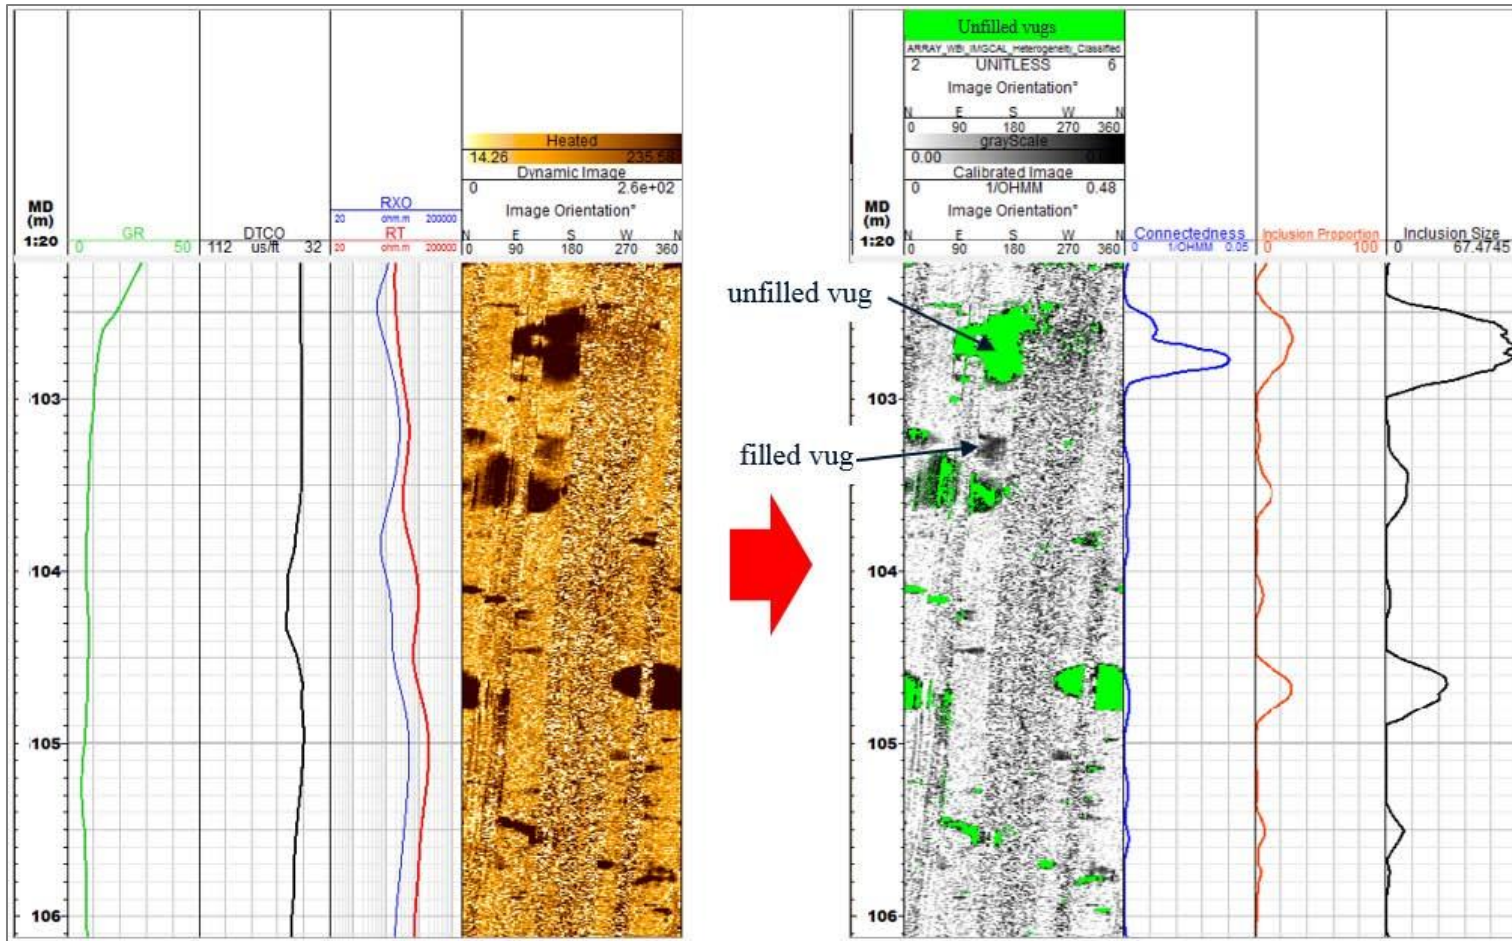 Heated
14.26 235.58
Dynamic Image
0 2.6e+02
Image Orientation°
N E S W N
0 90 180 270 360
MD
(m)
1:20
GR
0 50
DTCO
112 us/ft 32
RXO
20 ohm.m 200000
RT
20 ohm.m 200000
103
104
105
106
Unfilled vugs
ARRAY_WBI_IMGCAL_Heterogeneity_Classified
2 UNITLESS 6
Image Orientation°
N E S W N
0 90 180 270 360
grayScale
0.00
Calibrated Image
0 1/OHMM 0.48
Image Orientation°
N E S W N
0 90 180 270 360
MD
(m)
1:20
Connectedness
0 1/OHMM 0.05
Inclusion Proportion
0 100
Inclusion Size
0 67.4745
unfilled vug
filled vug
103
104
105
106